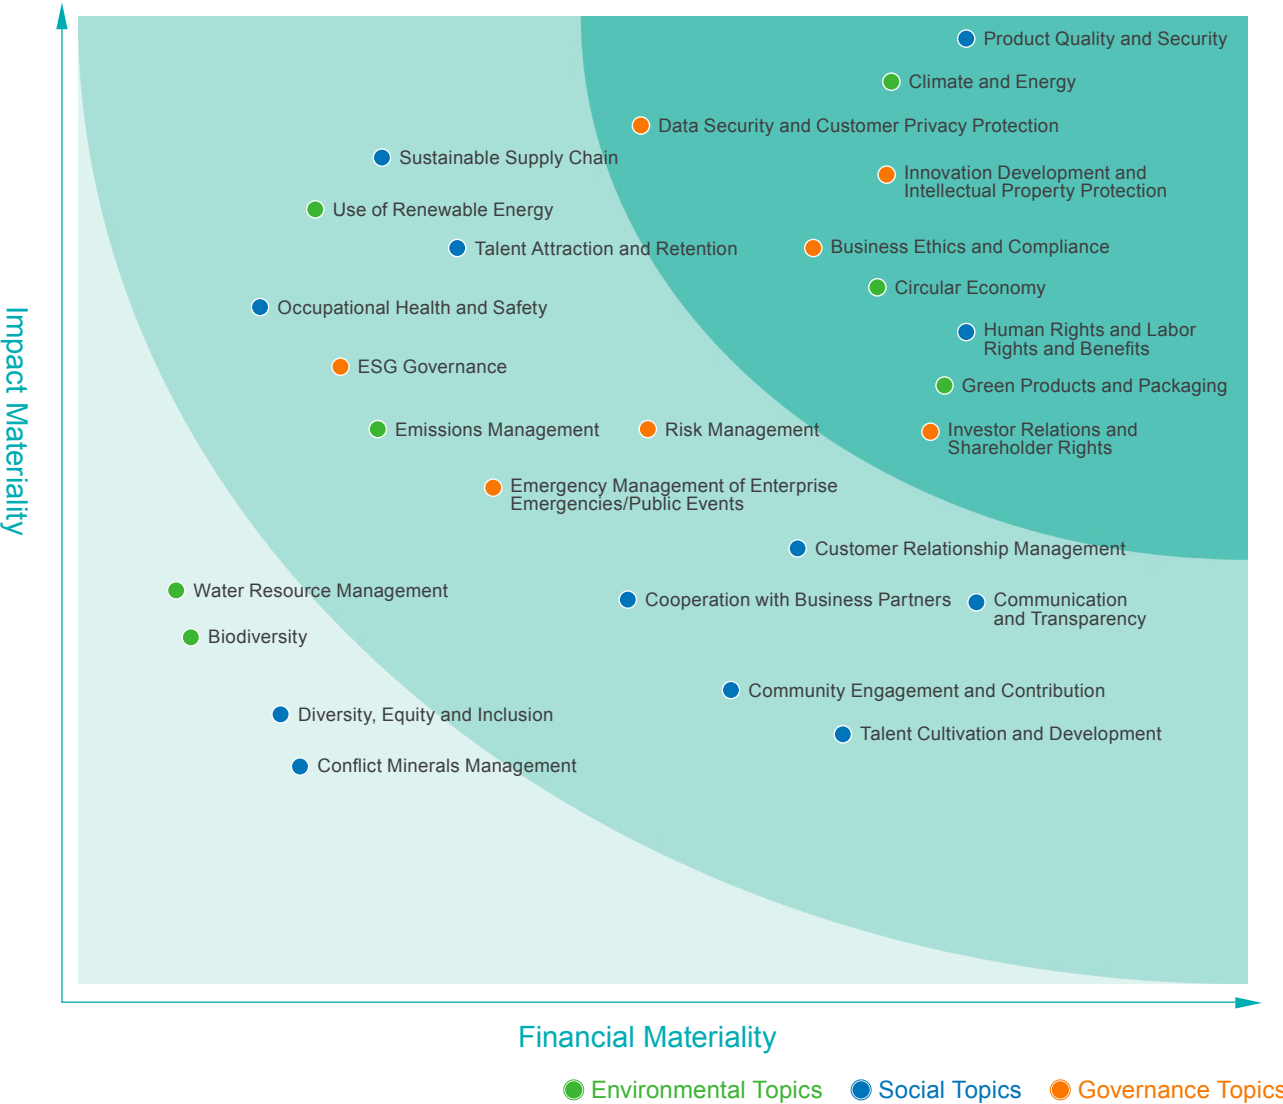 Product Quality and Security
Climate and Energy
Data Security and Customer Privacy Protection
Sustainable Supply Chain
Innovation Development and
Intellectual Property Protection
Use of Renewable Energy
Talent Attraction and Retention
Business Ethics and Compliance
Circular Economy
Occupational Health and Safety
Human Rights and Labor
Rights and Benefits
ESG Governance
Green Products and Packaging
Emissions Management
Risk Management
Investor Relations and
Shareholder Rights
Emergency Management of Enterprise
Emergencies/Public Events
Customer Relationship Management
Water Resource Management
Cooperation with Business Partners
Communication
and Transparency
Biodiversity
Community Engagement and Contribution
Diversity, Equity and Inclusion
Talent Cultivation and Development
Conflict Minerals Management
Impact Materiality
Financial Materiality
Environmental Topics
Social Topics
Governance Topics